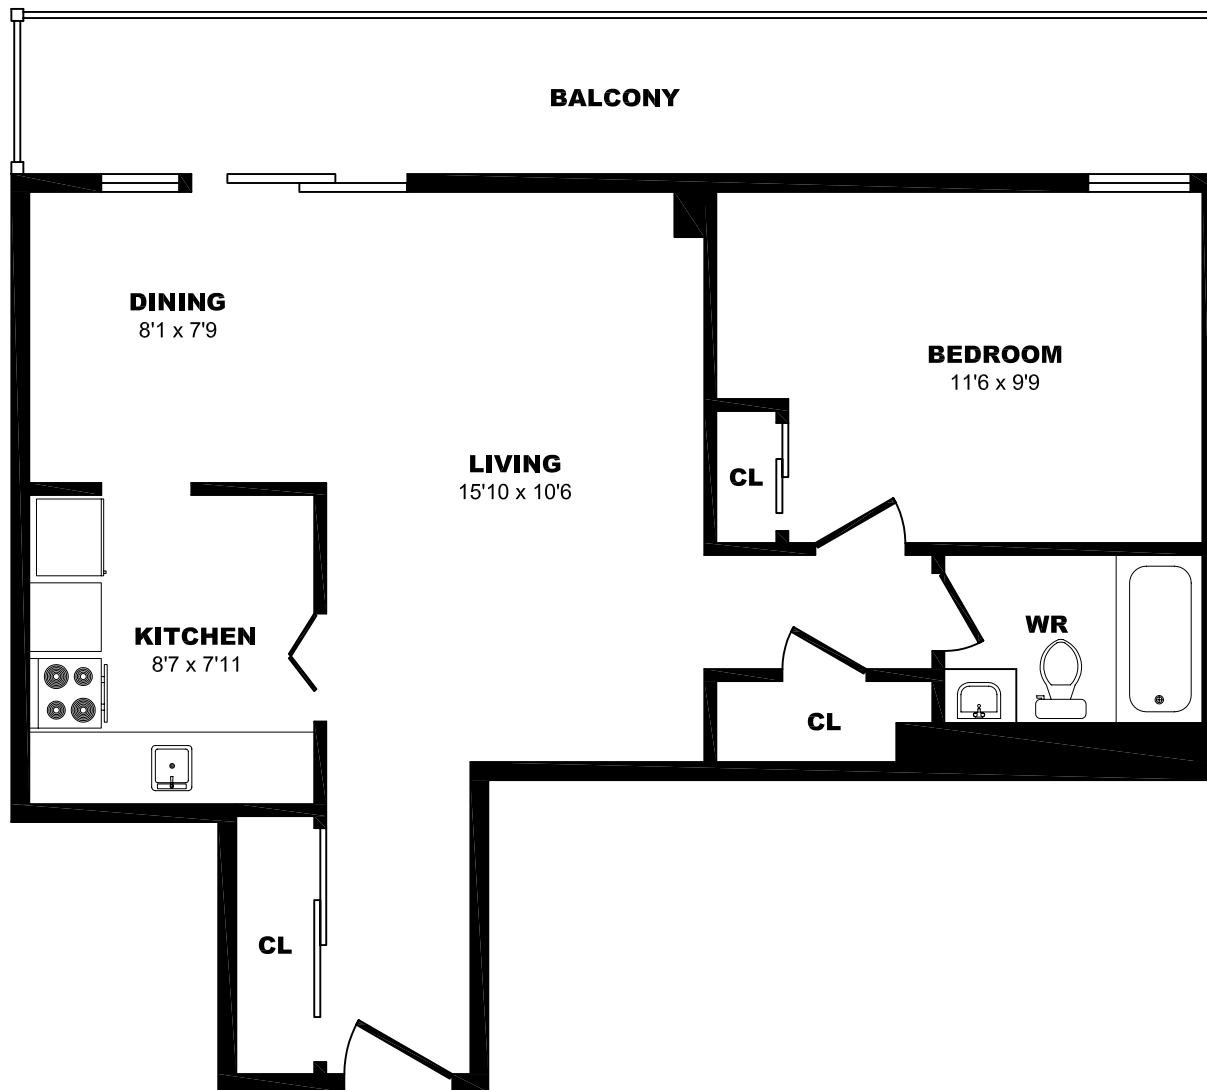 BALCONY
DINING
8'1 x 7'9
BEDROOM
11'6 x 9'9
LIVING
15'10 x 10'6
CL
KITCHEN
8'7 x 7'11
WR
CL
CL